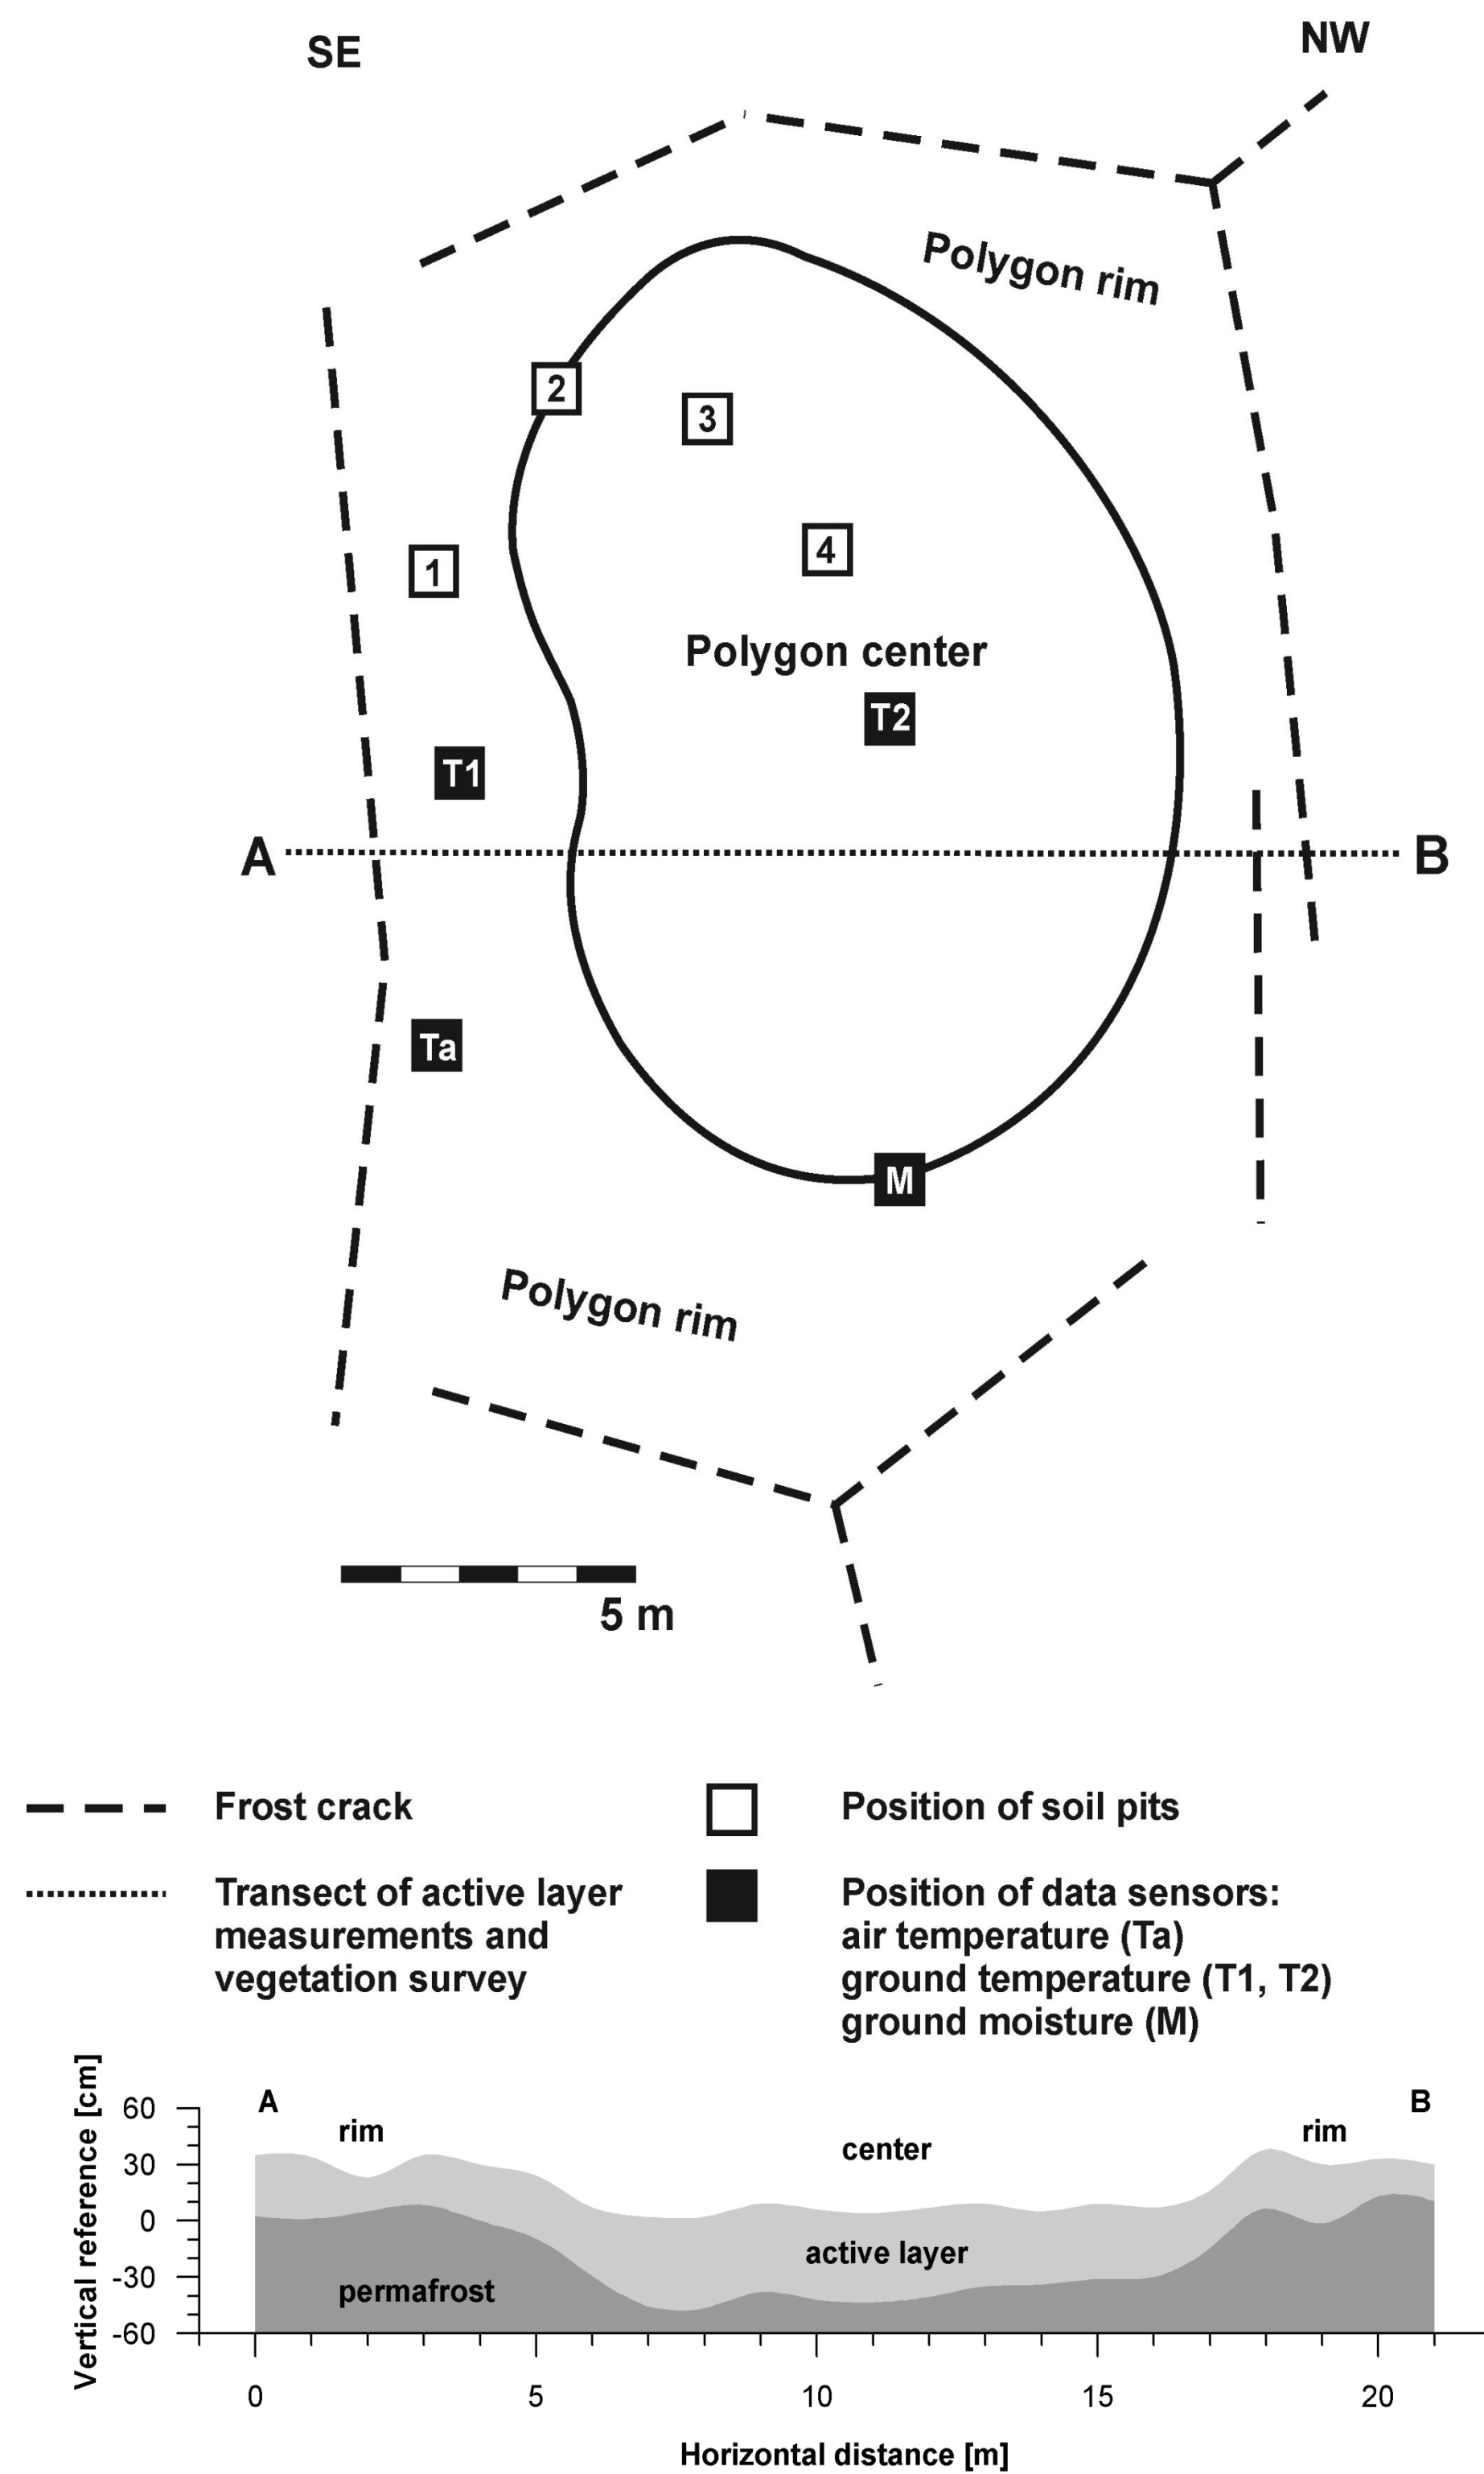 SE
NW
Polygon rim
2
3
4
1
Polygon center
T2
T1
A
B
Ta
M
Polygon rim
5 m
Frost crack
Position of soil pits
Transect of active layer
measurements and
vegetation survey
Position of data sensors:
air temperature (Ta)
ground temperature (T1, T2)
ground moisture (M)
Vertical reference [cm]
60
30
0
-30
-60
A
B
rim
rim
center
active layer
permafrost
0
5
10
15
20
Horizontal distance [m]